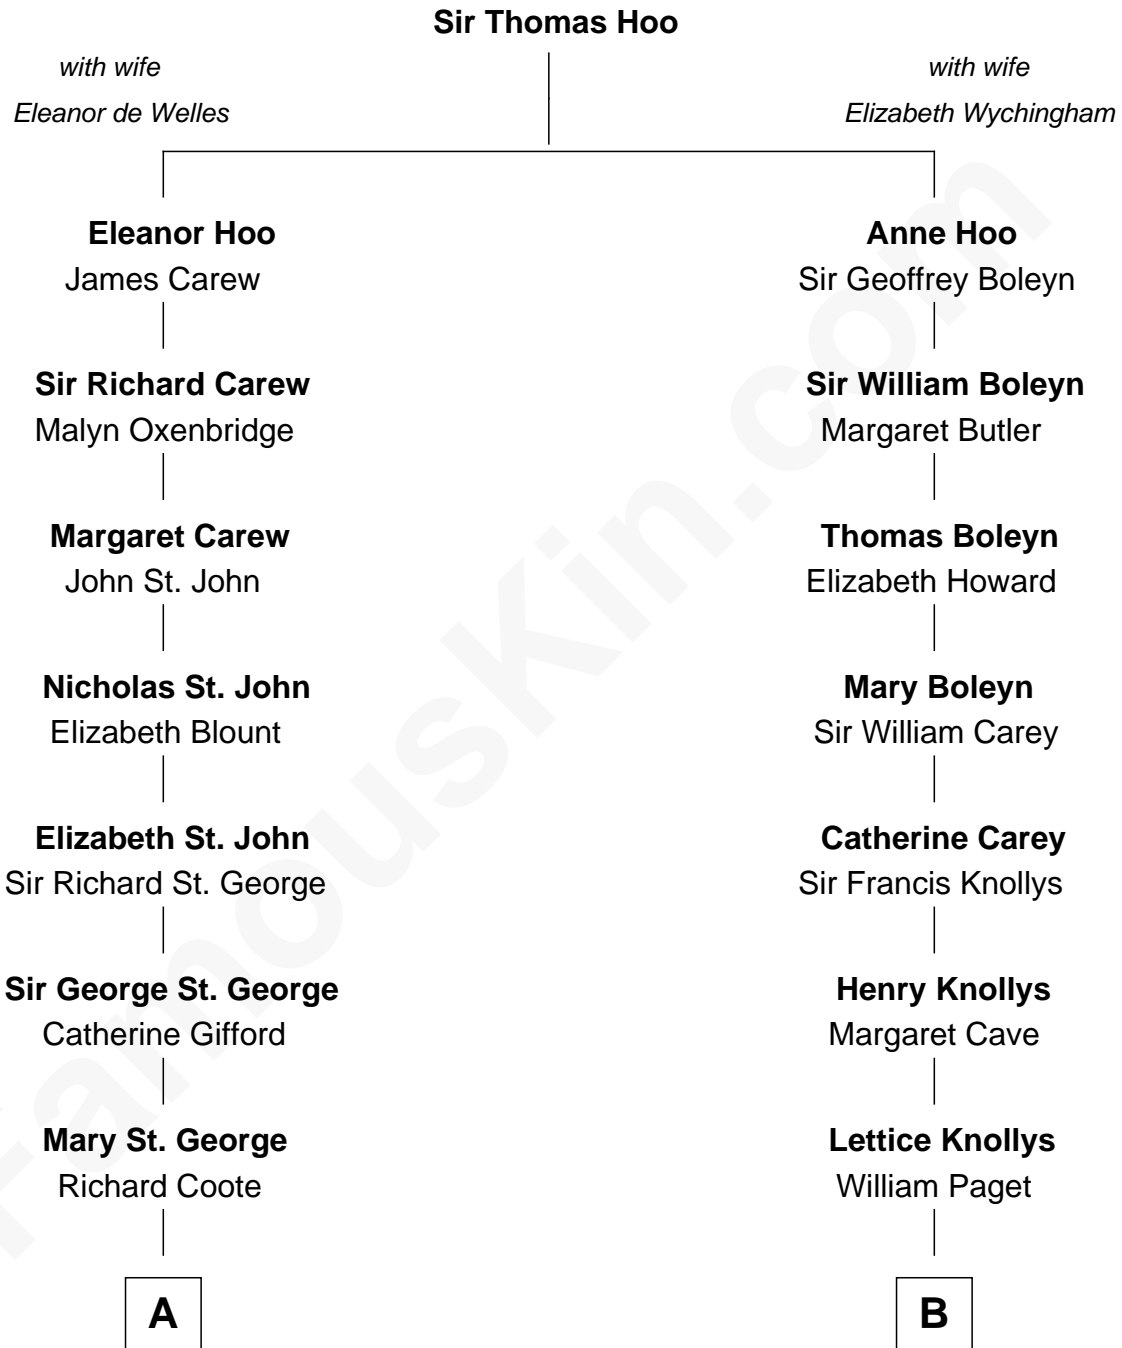 Sir Thomas Hoo
with wife
Eleanor de Welles
with wife
Elizabeth Wychingham
Eleanor Hoo
James Carew
Anne Hoo
Sir Geoffrey Boleyn
Sir Richard Carew
Malyn Oxenbridge
Sir William Boleyn
Margaret Butler
Margaret Carew
John St. John
Thomas Boleyn
Elizabeth Howard
Nicholas St. John
Elizabeth Blount
Mary Boleyn
Sir William Carey
Elizabeth St. John
Sir Richard St. George
Catherine Carey
Sir Francis Knollys
Sir George St. George
Catherine Gifford
Henry Knollys
Margaret Cave
Mary St. George
Richard Coote
Lettice Knollys
William Paget
A
B
FamousKin.com